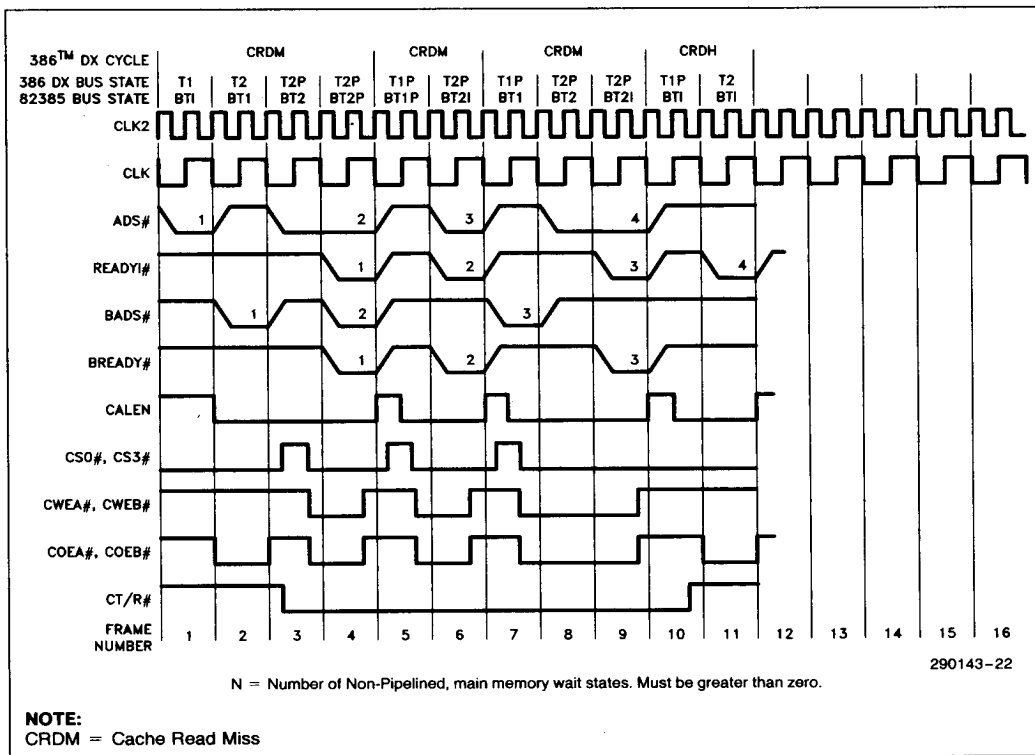 386™ DX CYCLE CRDM CRDM CRDM CRDH
386 DX BUS STATE T1 T2 T2P T2P T1P T2P T1P T2P T2P T1P T2
82385 BUS STATE BTI BT1 BT2 BT2P BT1P BT2I BT1 BT2 BT2I BTI BTI
CLK2
CLK
ADS# 1 2 3 4
READYI# 1 2 3 4
BADS# 1 2 3
BREADY# 1 2 3
CALEN
CS0#, CS3#
CWEA#, CWEB#
COEA#, COEB#
CT/R#
FRAME NUMBER 1 2 3 4 5 6 7 8 9 10 11 12 13 14 15 16
290143-22
N = Number of Non-Pipelined, main memory wait states. Must be greater than zero.
NOTE:
CRDM = Cache Read Miss